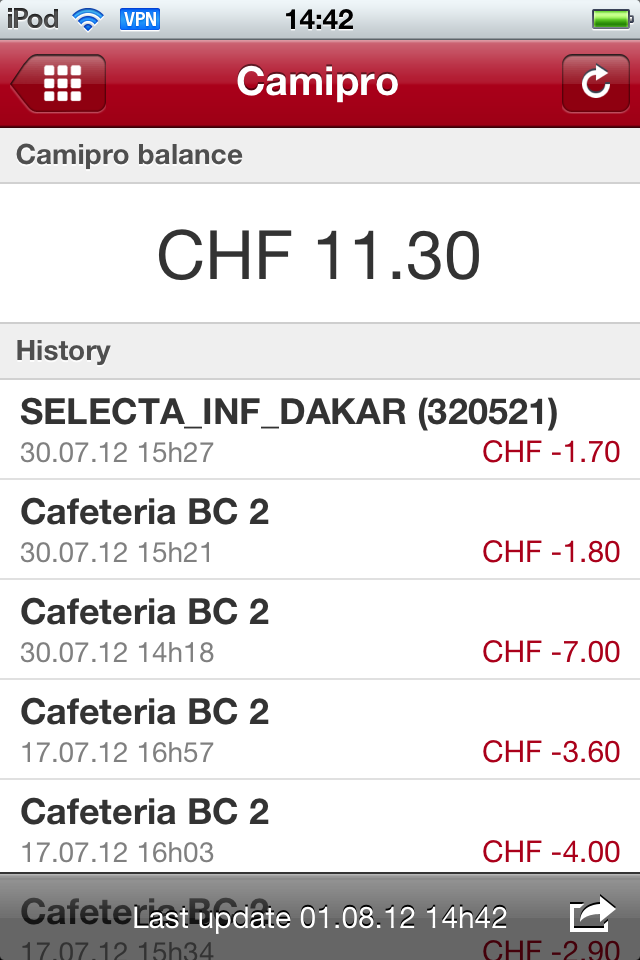 iPod VPN 14:42
Camipro
Camipro balance
CHF 11.30
History
SELECTA_INF_DAKAR (320521)
30.07.12 15h27 CHF -1.70
Cafeteria BC 2
30.07.12 15h21 CHF -1.80
Cafeteria BC 2
30.07.12 14h18 CHF -7.00
Cafeteria BC 2
17.07.12 16h57 CHF -3.60
Cafeteria BC 2
17.07.12 16h03 CHF -4.00
Cafeteria BC 2
Last update 01.08.12 14h42
17.07.12 15h34 CHF -2.90